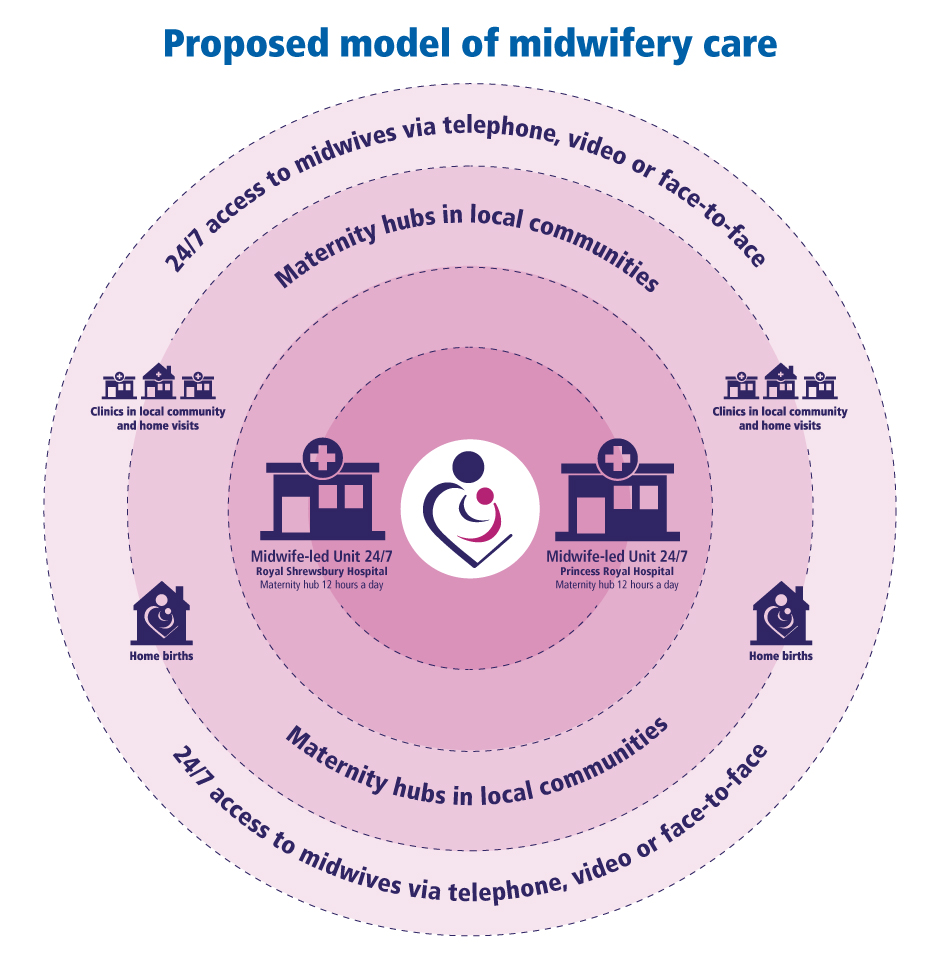 Proposed model of midwifery care
24/7 access to midwives via telephone, video or face-to-face
Maternity hubs in local communities
Clinics in local community
and home visits
Clinics in local community
and home visits
Midwife-led Unit 24/7
Royal Shrewsbury Hospital
Maternity hub 12 hours a day
Midwife-led Unit 24/7
Princess Royal Hospital
Maternity hub 12 hours a day
Home births
Home births
Maternity hubs in local communities
24/7 access to midwives via telephone, video or face-to-face